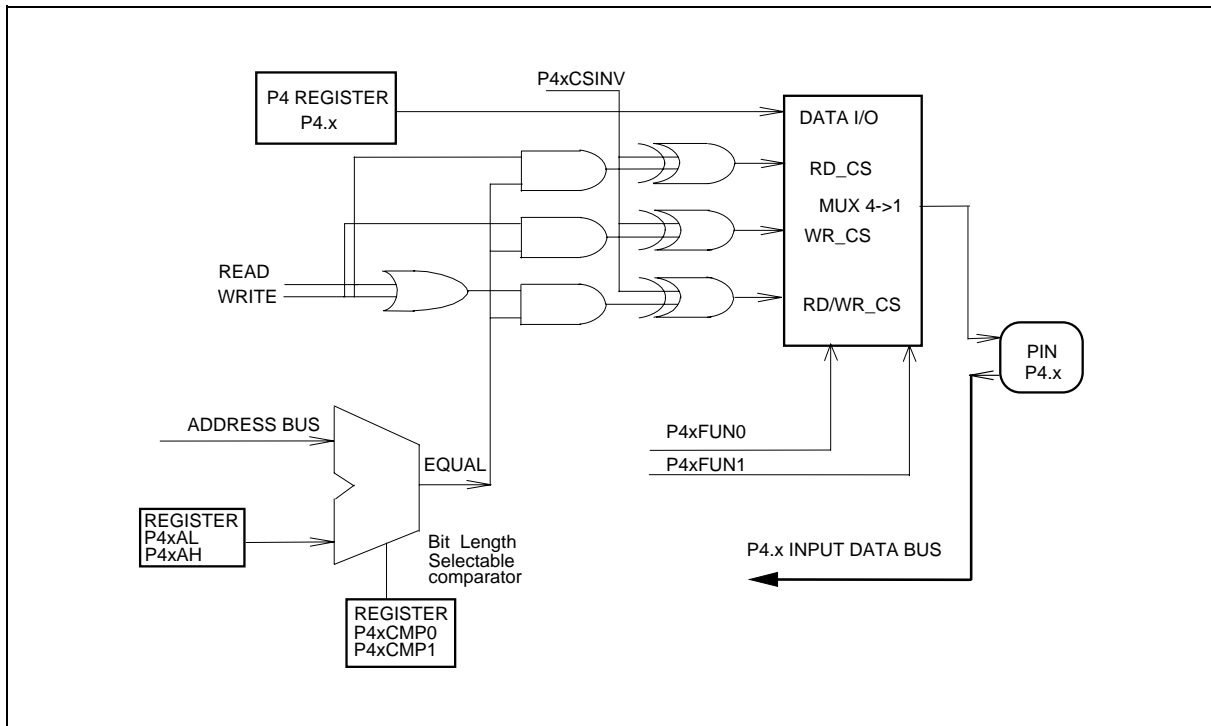 P4xCSINV
P4 REGISTER
P4.x
DATA I/O
RD_CS
MUX 4->1
WR_CS
READ
WRITE
RD/WR_CS
PIN
P4.x
ADDRESS BUS
P4xFUN0
EQUAL
P4xFUN1
REGISTER
P4xAL
P4xAH
Bit Length
Selectable
comparator
P4.x INPUT DATA BUS
REGISTER
P4xCMP0
P4xCMP1